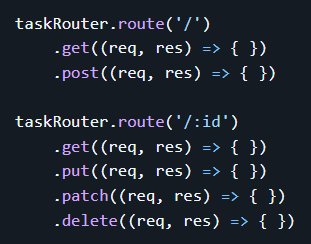 taskRouter.route('/')
    .get((req, res) => { })
    .post((req, res) => { })

taskRouter.route('/:id')
    .get((req, res) => { })
    .put((req, res) => { })
    .patch((req, res) => { })
    .delete((req, res) => { })